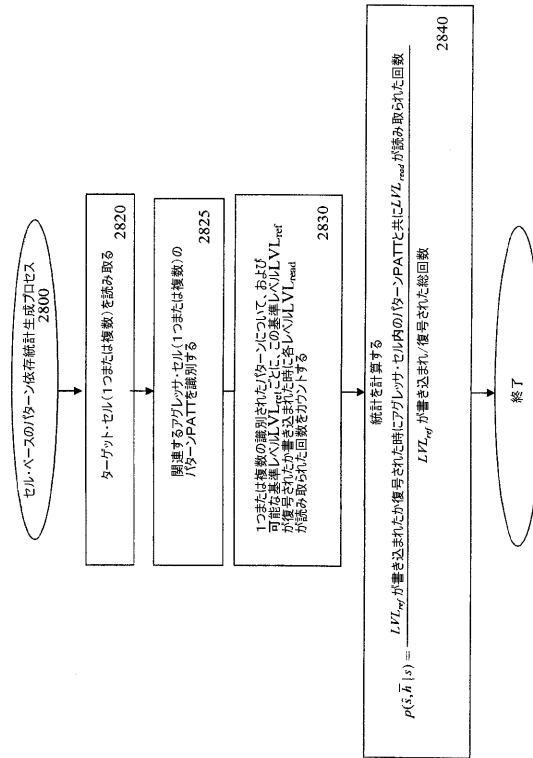 セル・ベースのパターン依存統計生成プロセス
2800
ターゲット・セル(1つまたは複数)を読み取る
2820
関連するアグレッサ・セル(1つまたは複数)の
パターンPATTを識別する
2825
1つまたは複数の識別されたパターンについて、および
可能な基準レベルLVL_refごとに、この基準レベルLVL_ref
が復号されたか書き込まれた時に各レベルLVL_read
が読み取られた回数をカウントする
2830
統計を計算する
p(ŝ, h̄ | s) = LVL_ref が書き込まれたか復号された時にアグレッサ・セル内のパターンPATTと共にLVL_read が読み取られた回数
LVL_ref が書き込まれ/復号された総回数
2840
終了